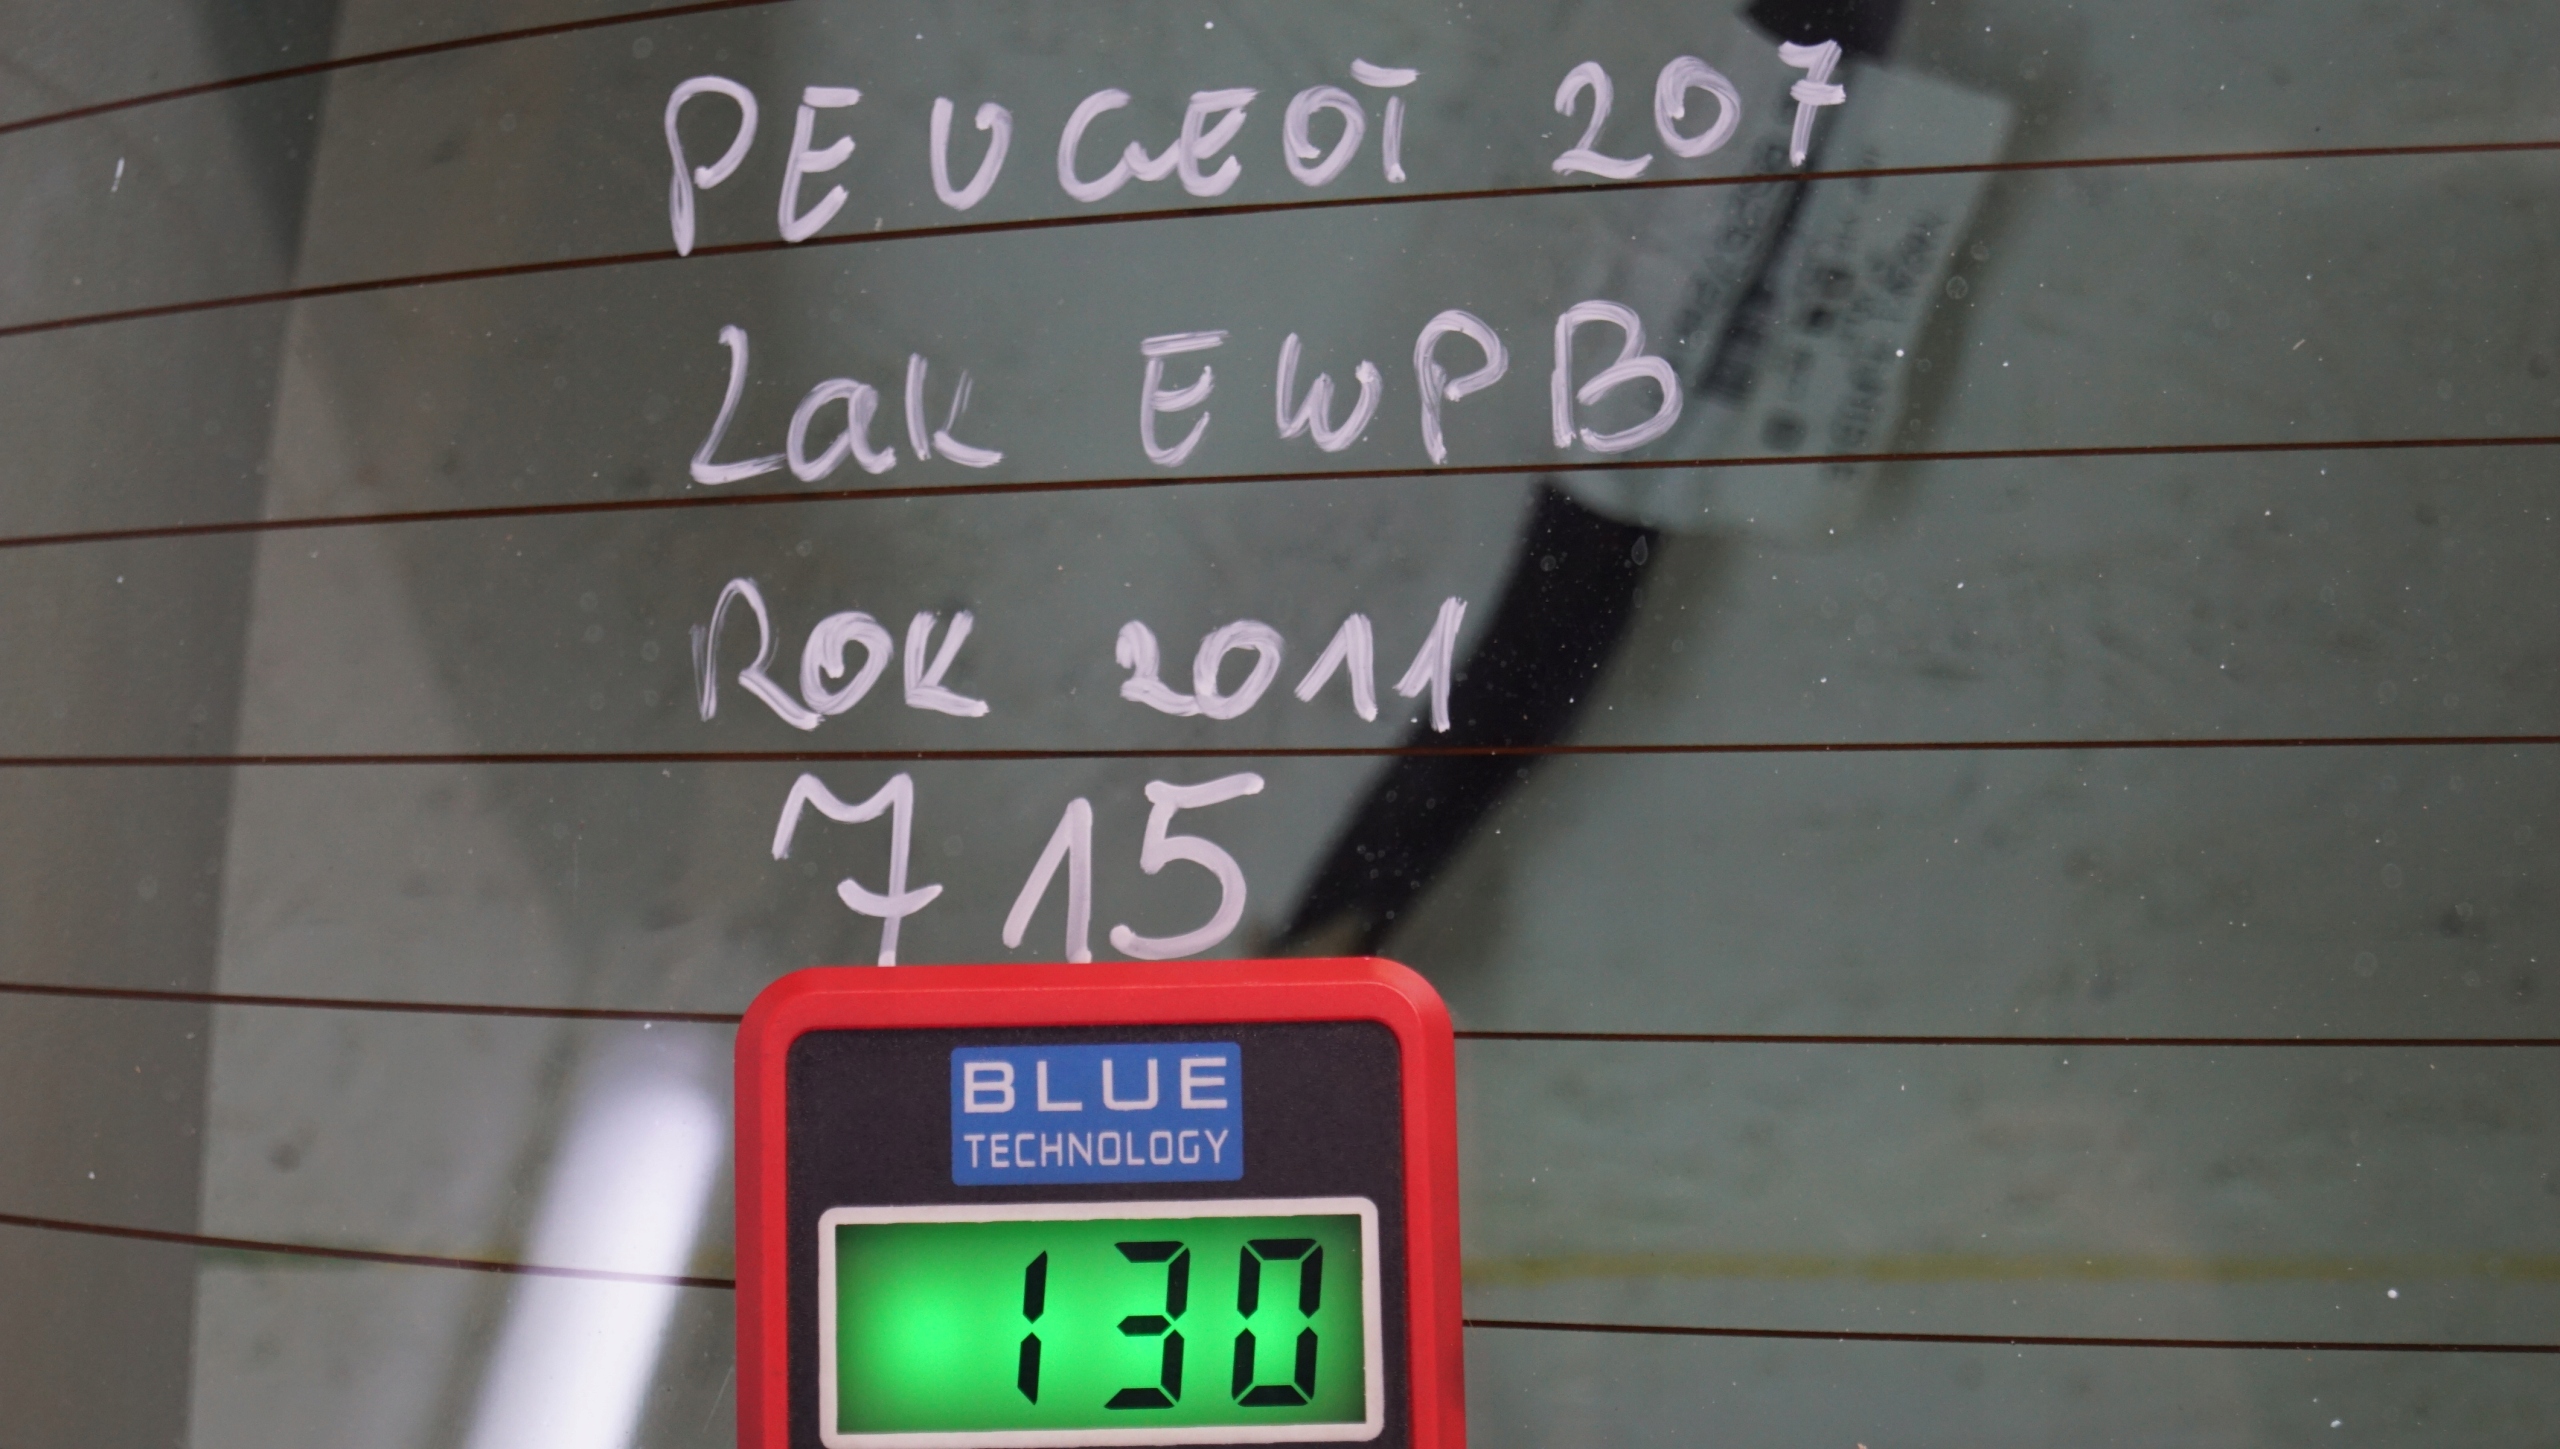 PEUGEOT 207
Lak EWPB
ROK 2011
715
BLUE
TECHNOLOGY
130